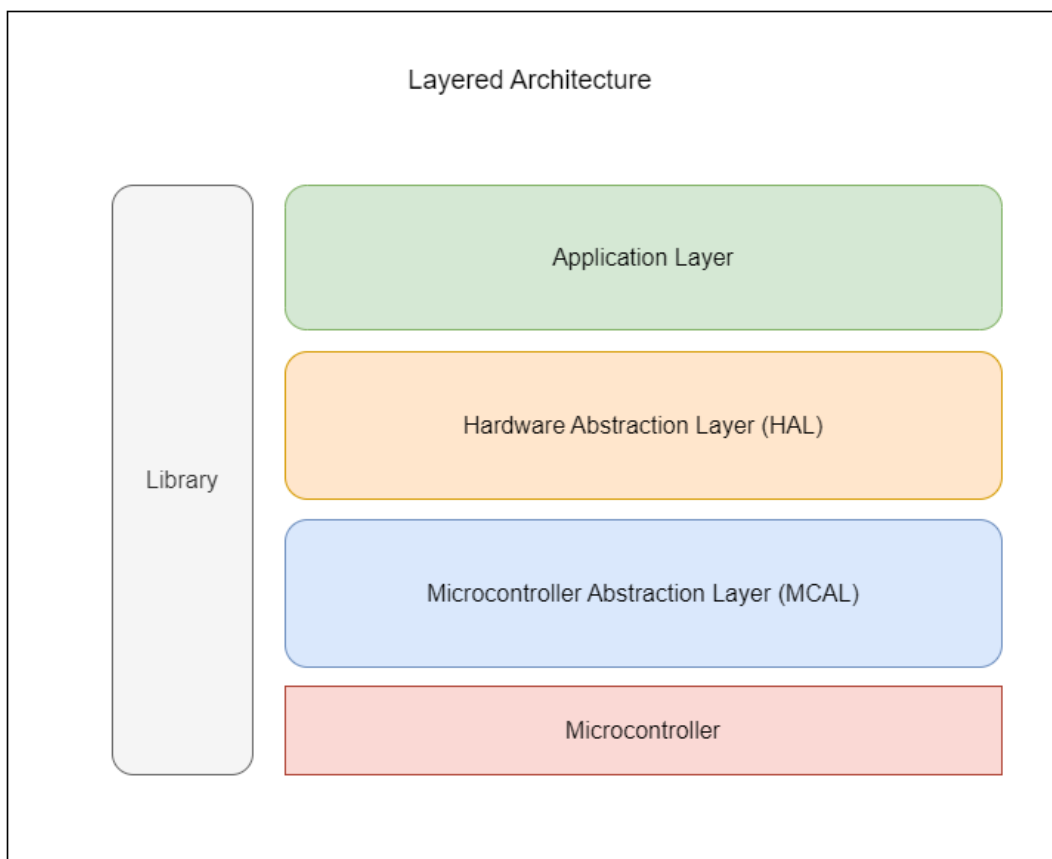 Layered Architecture
Application Layer
Hardware Abstraction Layer (HAL)
Library
Microcontroller Abstraction Layer (MCAL)
Microcontroller